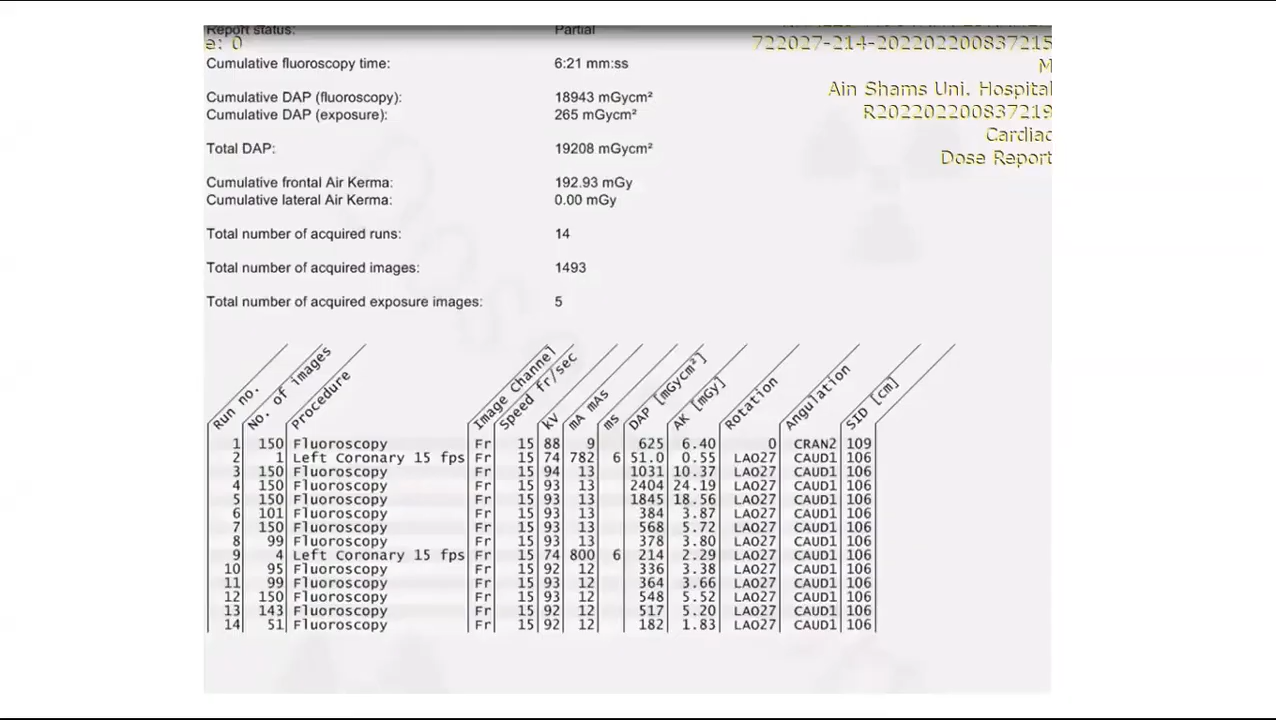 Report status: Partial
e: 0
722027-214-202202200837215
Cumulative fluoroscopy time: 6:21 mm:ss
M
Ain Shams Uni. Hospital
Cumulative DAP (fluoroscopy): 18943 mGycm²
Cumulative DAP (exposure): 265 mGycm²
R202202200837219
Cardiac
Total DAP: 19208 mGycm²
Dose Report
Cumulative frontal Air Kerma: 192.93 mGy
Cumulative lateral Air Kerma: 0.00 mGy
Total number of acquired runs: 14
Total number of acquired images: 1493
Total number of acquired exposure images: 5
Run no. No. of images Procedure Image Channel Speed fr/sec kV mA mAs ms DAP [mGycm²] AK [mGy] Rotation Angulation SID [cm]
1 150 Fluoroscopy Fr 15 88 9 625 6.40 0 CRAN2 109
2 1 Left Coronary 15 fps Fr 15 74 782 6 51.0 0.55 LAO27 CAUD1 106
3 150 Fluoroscopy Fr 15 94 13 1031 10.37 LAO27 CAUD1 106
4 150 Fluoroscopy Fr 15 93 13 2404 24.19 LAO27 CAUD1 106
5 150 Fluoroscopy Fr 15 93 13 1845 18.56 LAO27 CAUD1 106
6 101 Fluoroscopy Fr 15 93 13 384 3.87 LAO27 CAUD1 106
7 150 Fluoroscopy Fr 15 93 13 568 5.72 LAO27 CAUD1 106
8 99 Fluoroscopy Fr 15 93 13 378 3.80 LAO27 CAUD1 106
9 4 Left Coronary 15 fps Fr 15 74 800 6 214 2.29 LAO27 CAUD1 106
10 95 Fluoroscopy Fr 15 92 12 336 3.38 LAO27 CAUD1 106
11 99 Fluoroscopy Fr 15 93 12 364 3.66 LAO27 CAUD1 106
12 150 Fluoroscopy Fr 15 93 12 548 5.52 LAO27 CAUD1 106
13 143 Fluoroscopy Fr 15 92 12 517 5.20 LAO27 CAUD1 106
14 51 Fluoroscopy Fr 15 92 12 182 1.83 LAO27 CAUD1 106